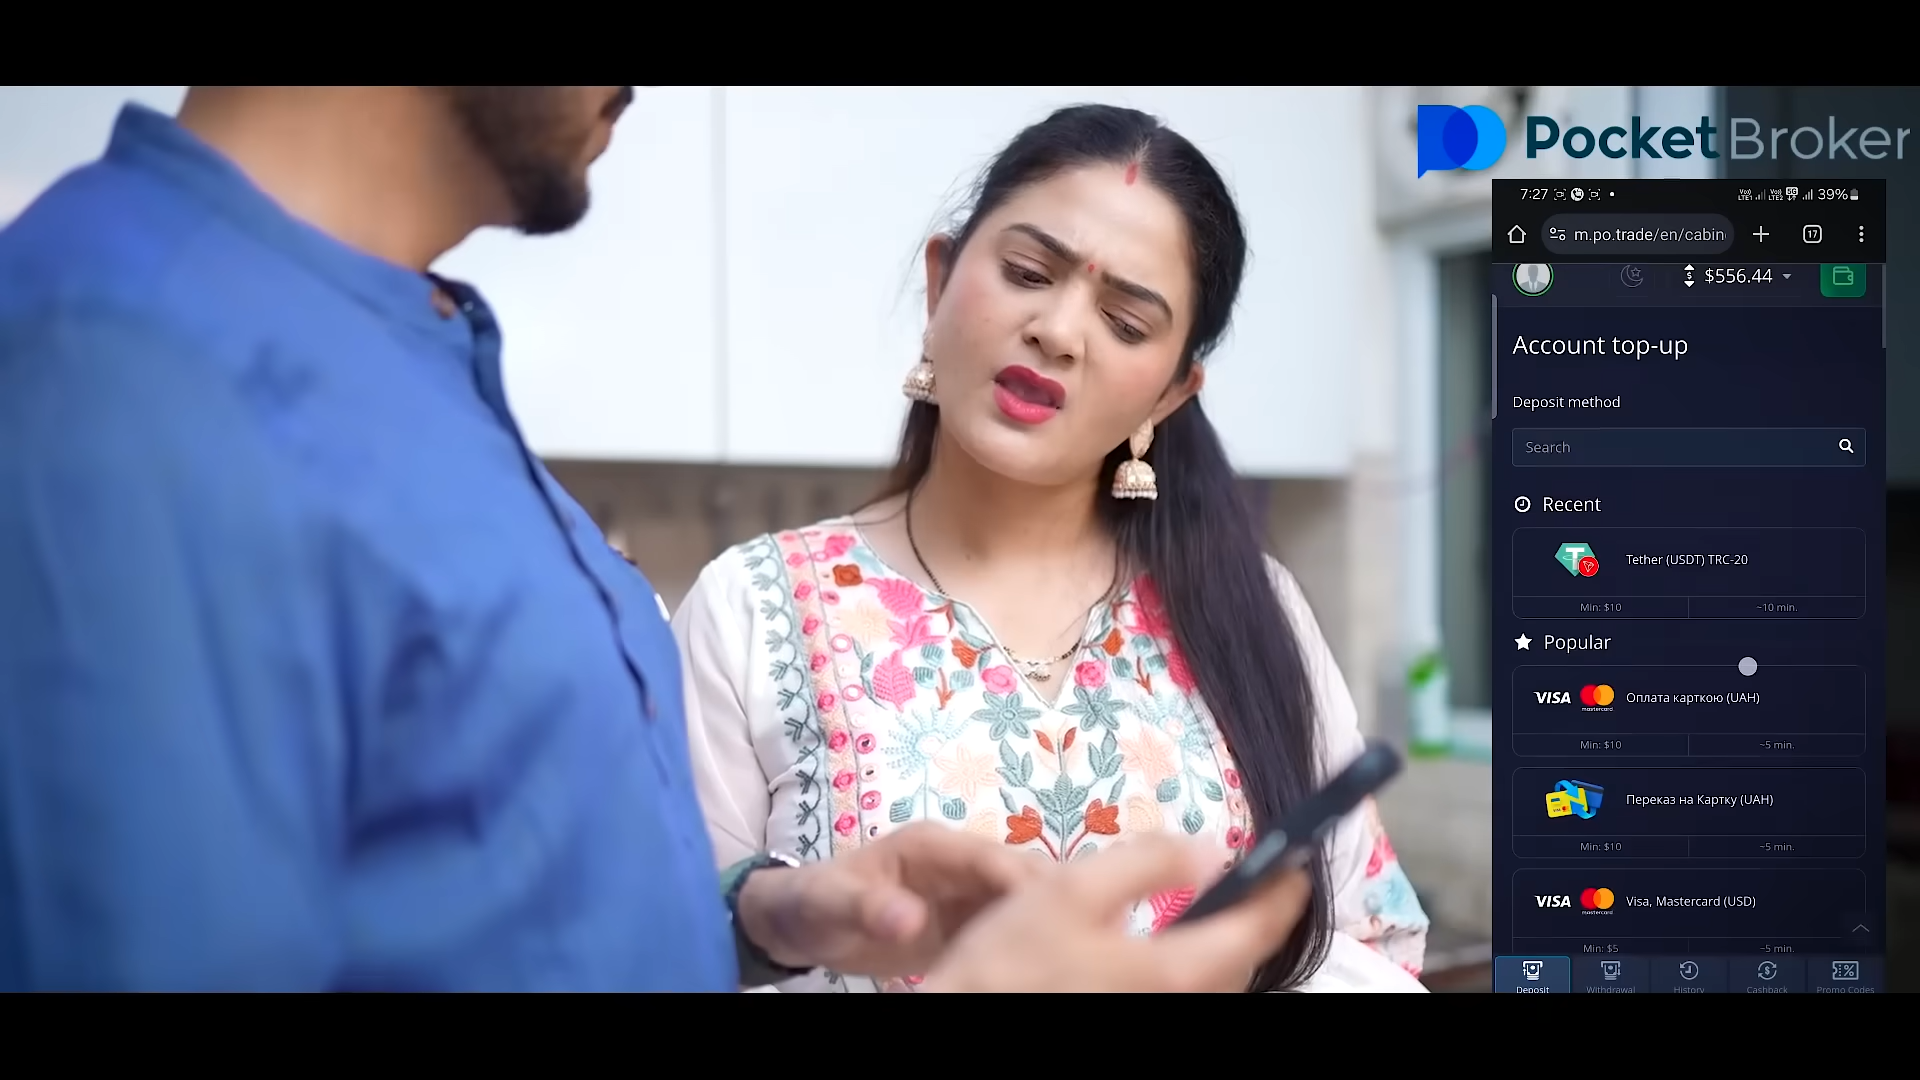 Pocket Broker
7:27
39%
m.po.trade/en/cabin
17
$556.44
Account top-up
Deposit method
Search
Recent
Tether (USDT) TRC-20
Min: $10
~10 min.
Popular
VISA mastercard Оплата карткою (UAH)
Min: $10
~5 min.
Переказ на Картку (UAH)
Min: $10
~5 min.
VISA mastercard Visa, Mastercard (USD)
Min: $5
~5 min.
Deposit
Withdrawal
History
Cashback
Promo Codes